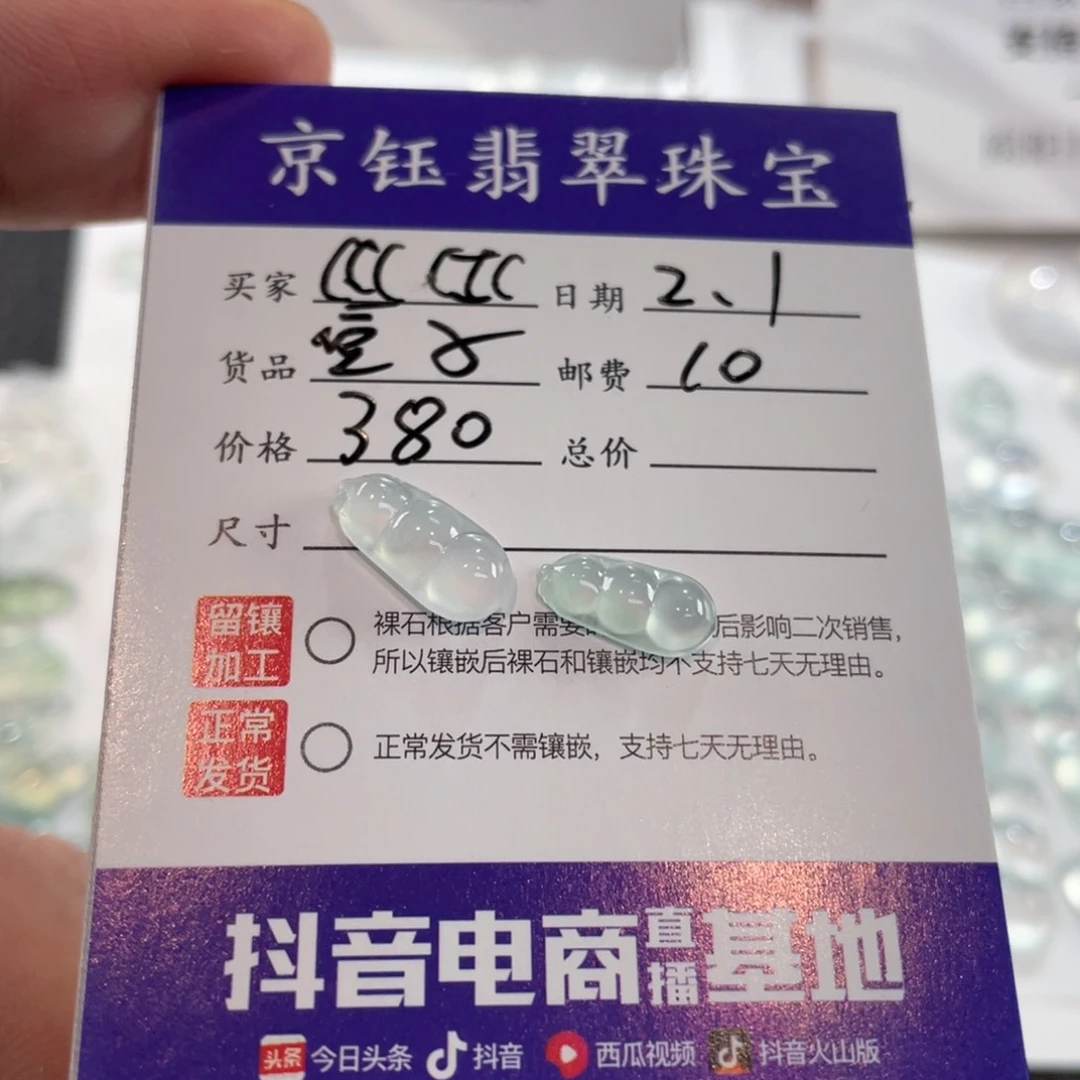 京钰翡翠珠宝
买家 日期 2、1
货品 邮费 10
价格 380 总价
尺寸
留镶加工 裸石根据客户需要 后影响二次销售，
所以镶嵌后裸石和镶嵌均不支持七天无理由。
正常发货 正常发货不需镶嵌，支持七天无理由。
抖音电商直播基地
头条 今日头条 抖音 西瓜视频 抖音火山版